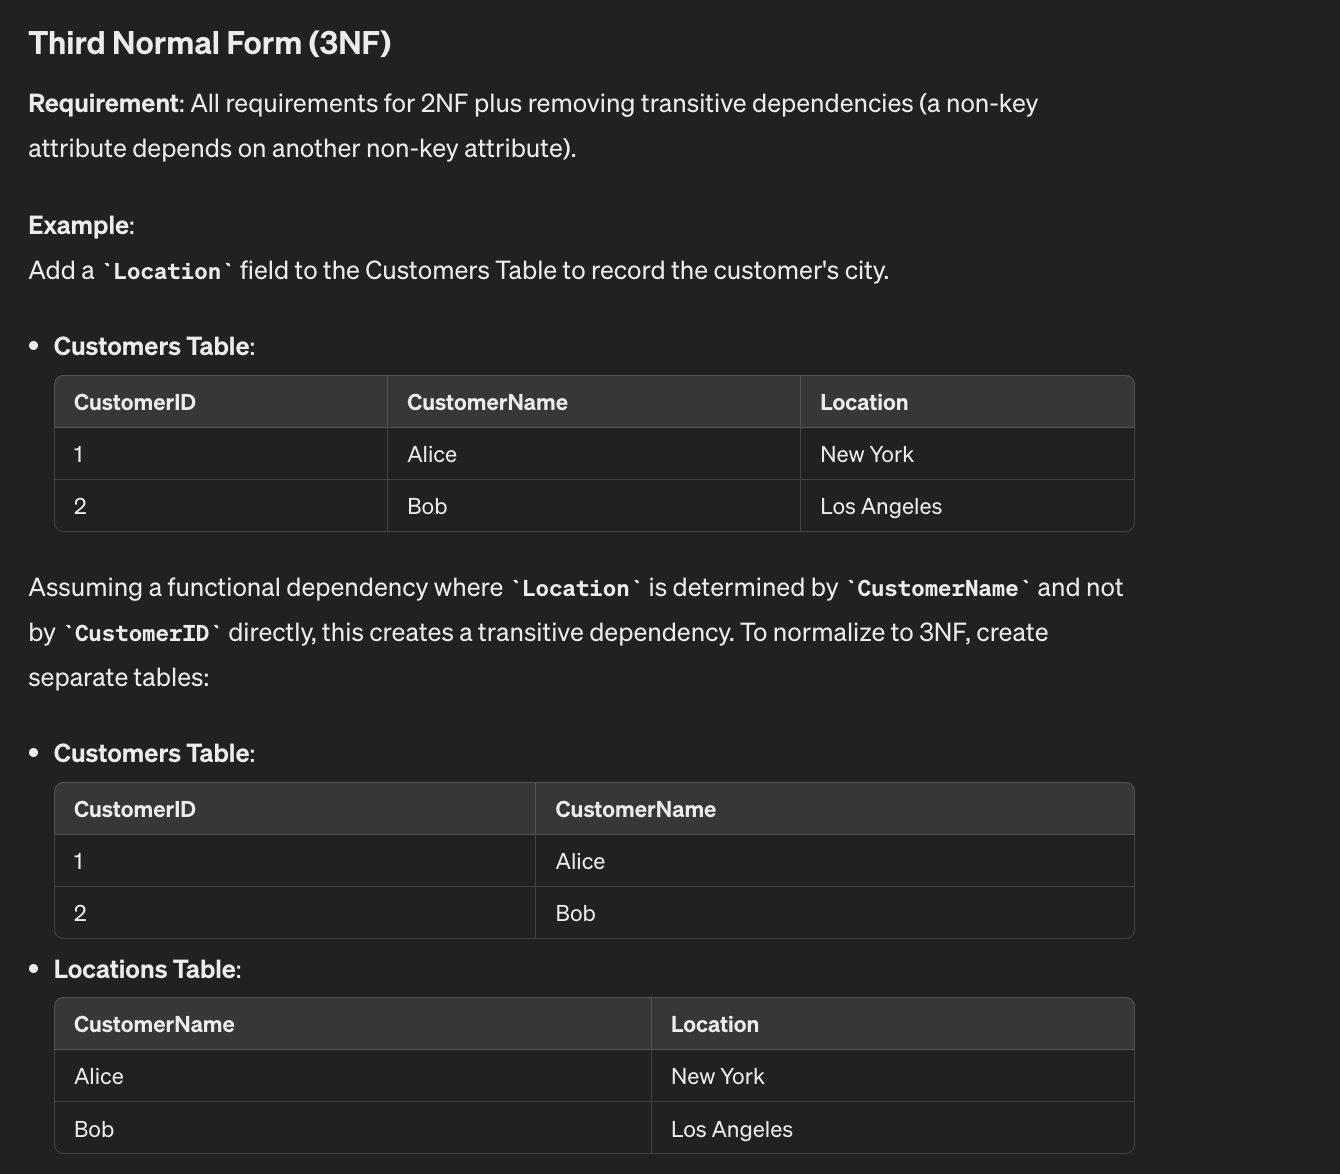 Third Normal Form (3NF)
Requirement: All requirements for 2NF plus removing transitive dependencies (a non-key
attribute depends on another non-key attribute).
Example:
Add a `Location` field to the Customers Table to record the customer's city.
• Customers Table:
CustomerID CustomerName Location
1 Alice New York
2 Bob Los Angeles
Assuming a functional dependency where `Location` is determined by `CustomerName` and not
by `CustomerID` directly, this creates a transitive dependency. To normalize to 3NF, create
separate tables:
• Customers Table:
CustomerID CustomerName
1 Alice
2 Bob
• Locations Table:
CustomerName Location
Alice New York
Bob Los Angeles